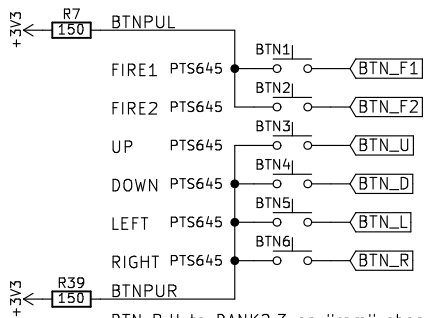 R7
+3V3 150 BTNPUL
BTN1
FIRE1 PTS645 BTN_F1
BTN2
FIRE2 PTS645 BTN_F2
BTN3
UP PTS645 BTN_U
BTN4
DOWN PTS645 BTN_D
BTN5
LEFT PTS645 BTN_L
BTN6
RIGHT PTS645 BTN_R
R39
+3V3 150 BTNPUR